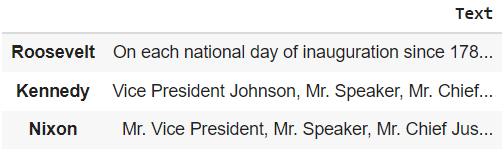 Text
Roosevelt On each national day of inauguration since 178...
Kennedy Vice President Johnson, Mr. Speaker, Mr. Chief...
Nixon Mr. Vice President, Mr. Speaker, Mr. Chief Jus...